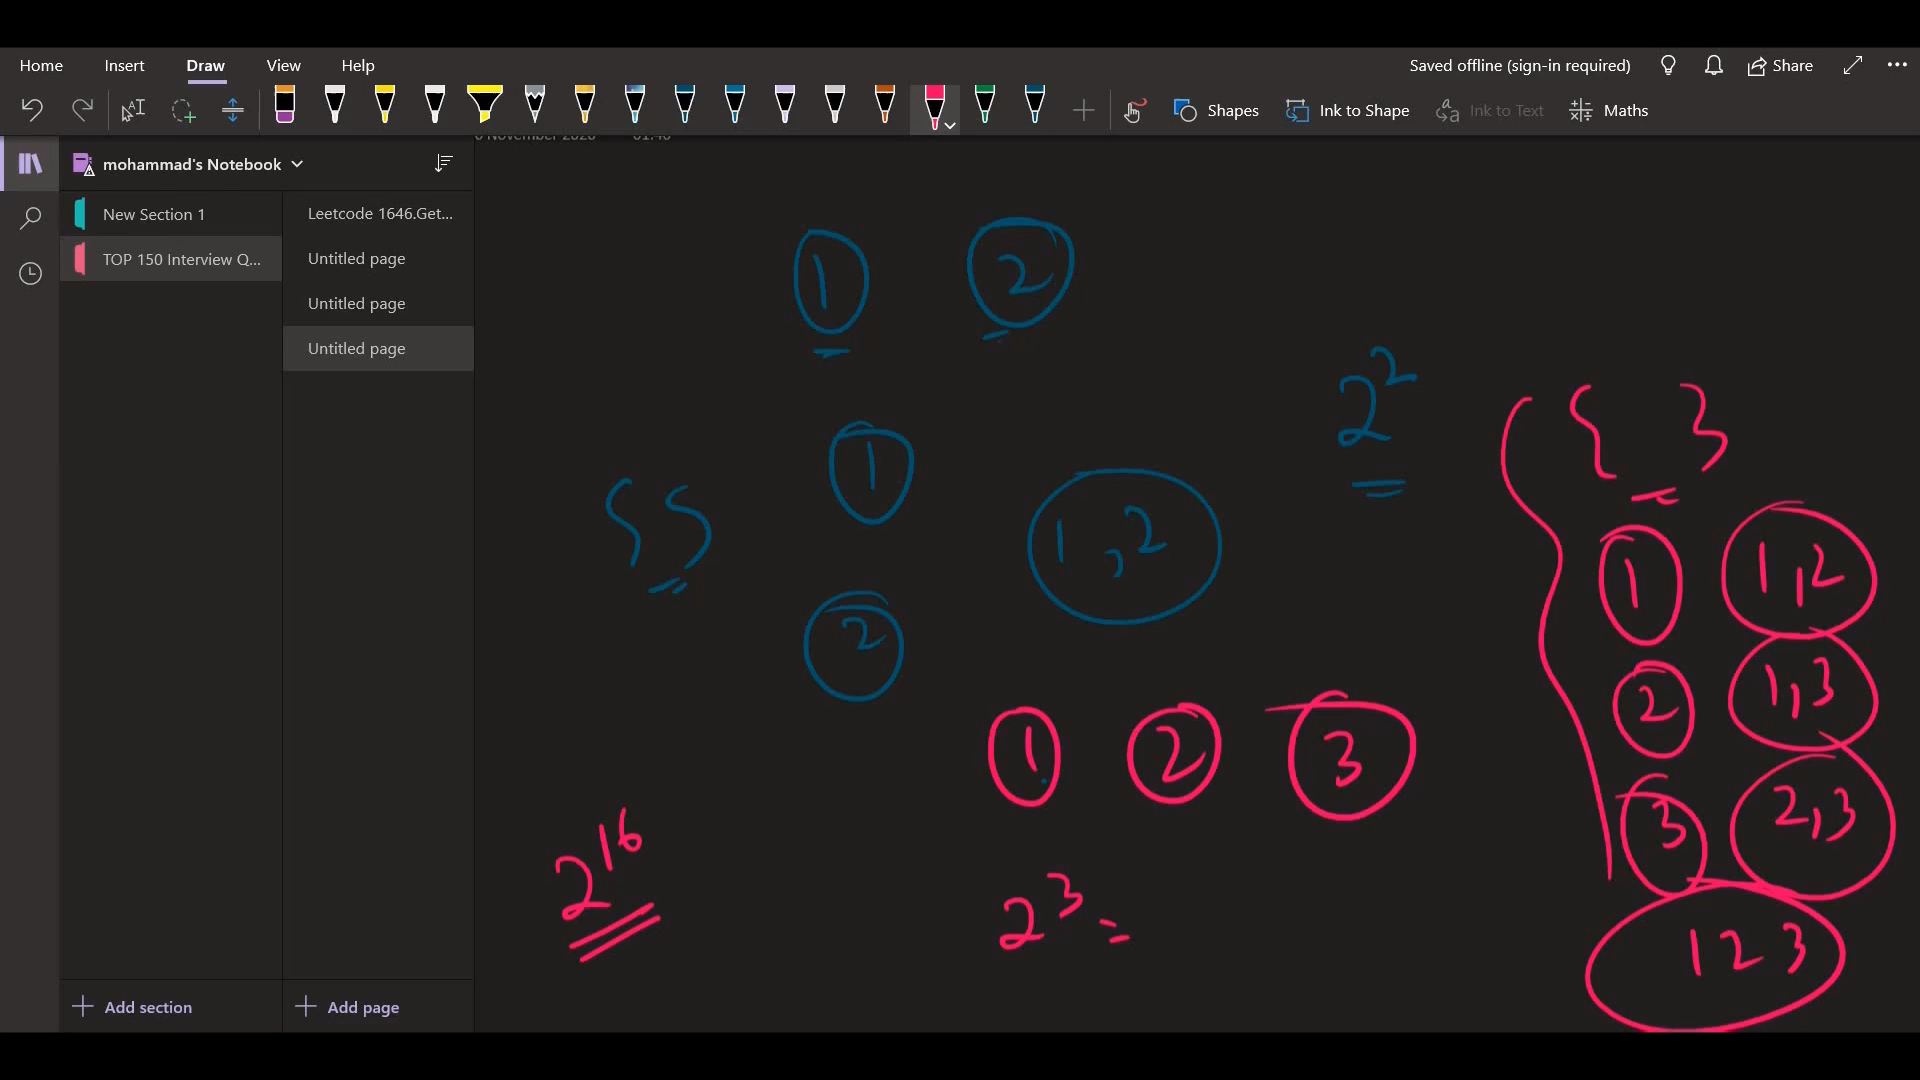 Home Insert Draw View Help
Saved offline (sign-in required) Share
Shapes Ink to Shape Ink to Text Maths
mohammad's Notebook
New Section 1
TOP 150 Interview Q...
Leetcode 1646.Get...
Untitled page
Untitled page
Untitled page
Add section
Add page
1 2
2²
{ }
1
1,2
2
1 2 3
2¹⁶
2³ =
{ }
1 1,2
2 1,3
3 2,3
1 2 3